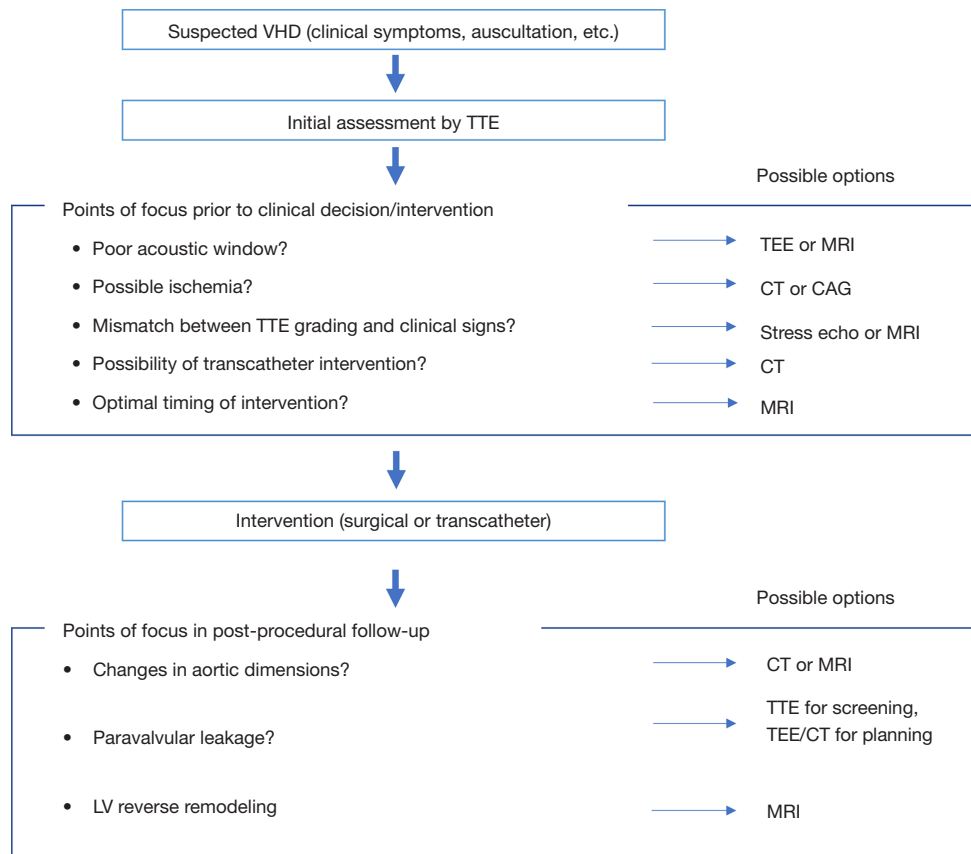 Suspected VHD (clinical symptoms, auscultation, etc.)
Initial assessment by TTE
Possible options
Points of focus prior to clinical decision/intervention
• Poor acoustic window?
TEE or MRI
• Possible ischemia?
CT or CAG
• Mismatch between TTE grading and clinical signs?
Stress echo or MRI
• Possibility of transcatheter intervention?
CT
• Optimal timing of intervention?
MRI
Intervention (surgical or transcatheter)
Possible options
Points of focus in post-procedural follow-up
• Changes in aortic dimensions?
CT or MRI
• Paravalvular leakage?
TTE for screening,
TEE/CT for planning
• LV reverse remodeling
MRI